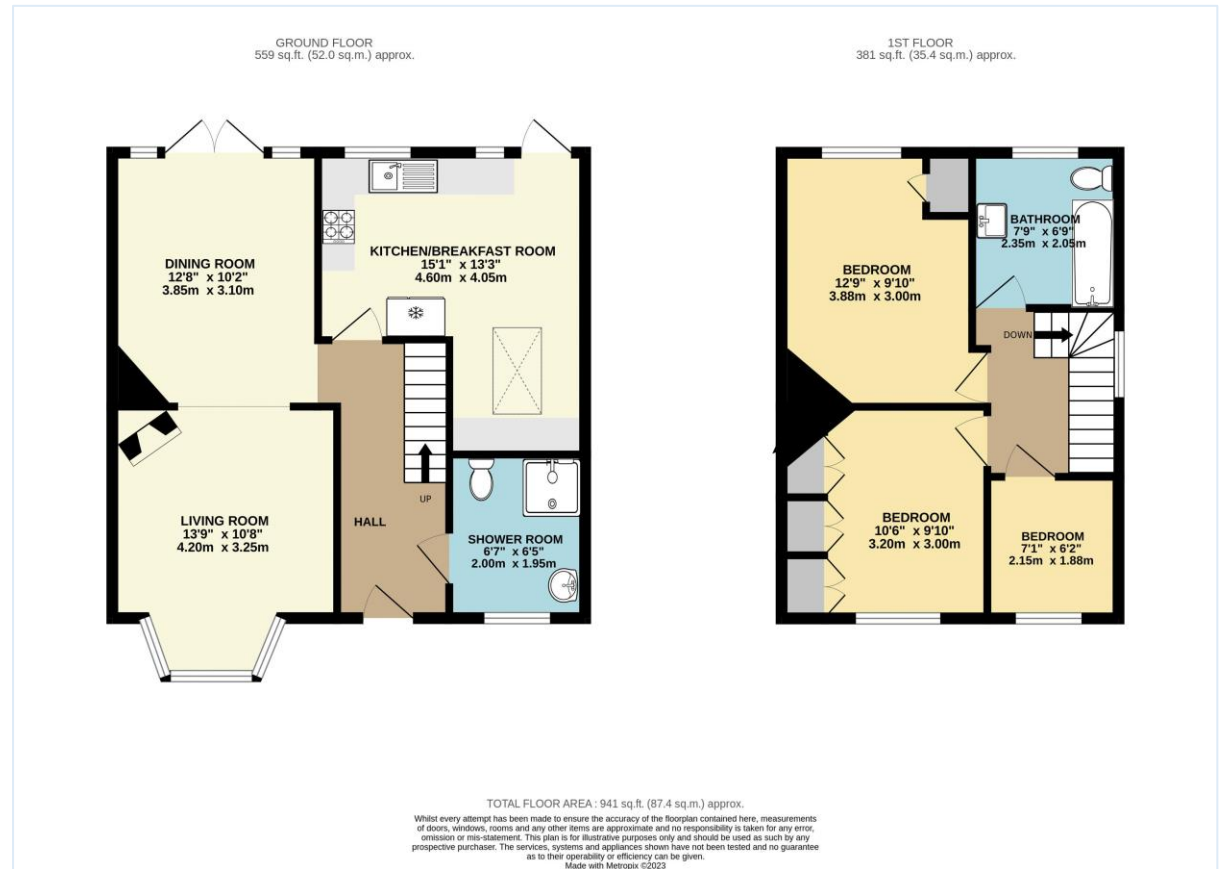 GROUND FLOOR
559 sq.ft. (52.0 sq.m.) approx.
1ST FLOOR
381 sq.ft. (35.4 sq.m.) approx.
DINING ROOM
12'8" x 10'2"
3.85m x 3.10m
KITCHEN/BREAKFAST ROOM
15'1" x 13'3"
4.60m x 4.05m
LIVING ROOM
13'9" x 10'8"
4.20m x 3.25m
HALL
UP
SHOWER ROOM
6'7" x 6'5"
2.00m x 1.95m
BEDROOM
12'9" x 9'10"
3.88m x 3.00m
BATHROOM
7'9" x 6'9"
2.35m x 2.05m
DOWN
BEDROOM
10'6" x 9'10"
3.20m x 3.00m
BEDROOM
7'1" x 6'2"
2.15m x 1.88m
TOTAL FLOOR AREA : 941 sq.ft. (87.4 sq.m.) approx.
Whilst every attempt has been made to ensure the accuracy of the floorplan contained here, measurements
of doors, windows, rooms and any other items are approximate and no responsibility is taken for any error,
omission or mis-statement. This plan is for illustrative purposes only and should be used as such by any
prospective purchaser. The services, systems and appliances shown have not been tested and no guarantee
as to their operability or efficiency can be given.
Made with Metropix ©2023